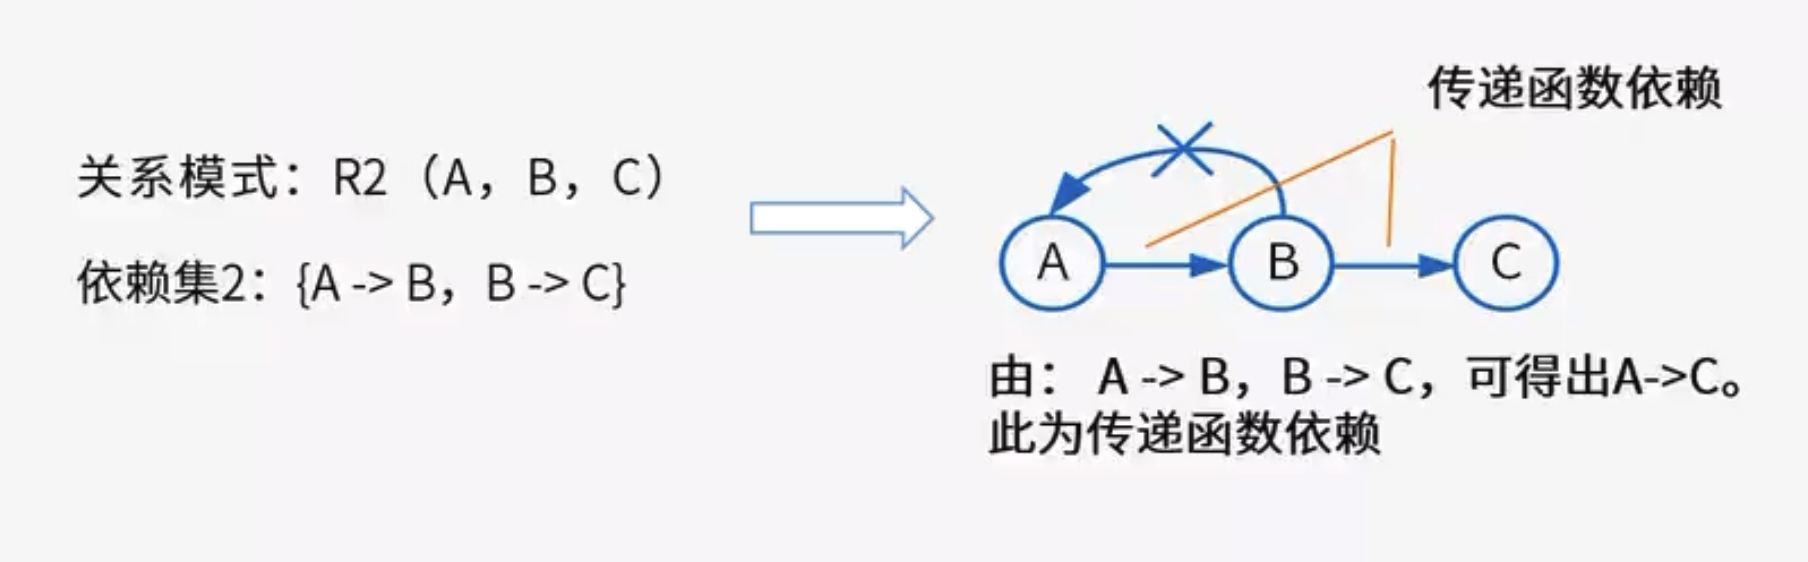 关系模式：R2（A，B，C）
依赖集2：{A -> B，B -> C}
传递函数依赖
A
B
C
由： A -> B，B -> C，可得出A->C。
此为传递函数依赖